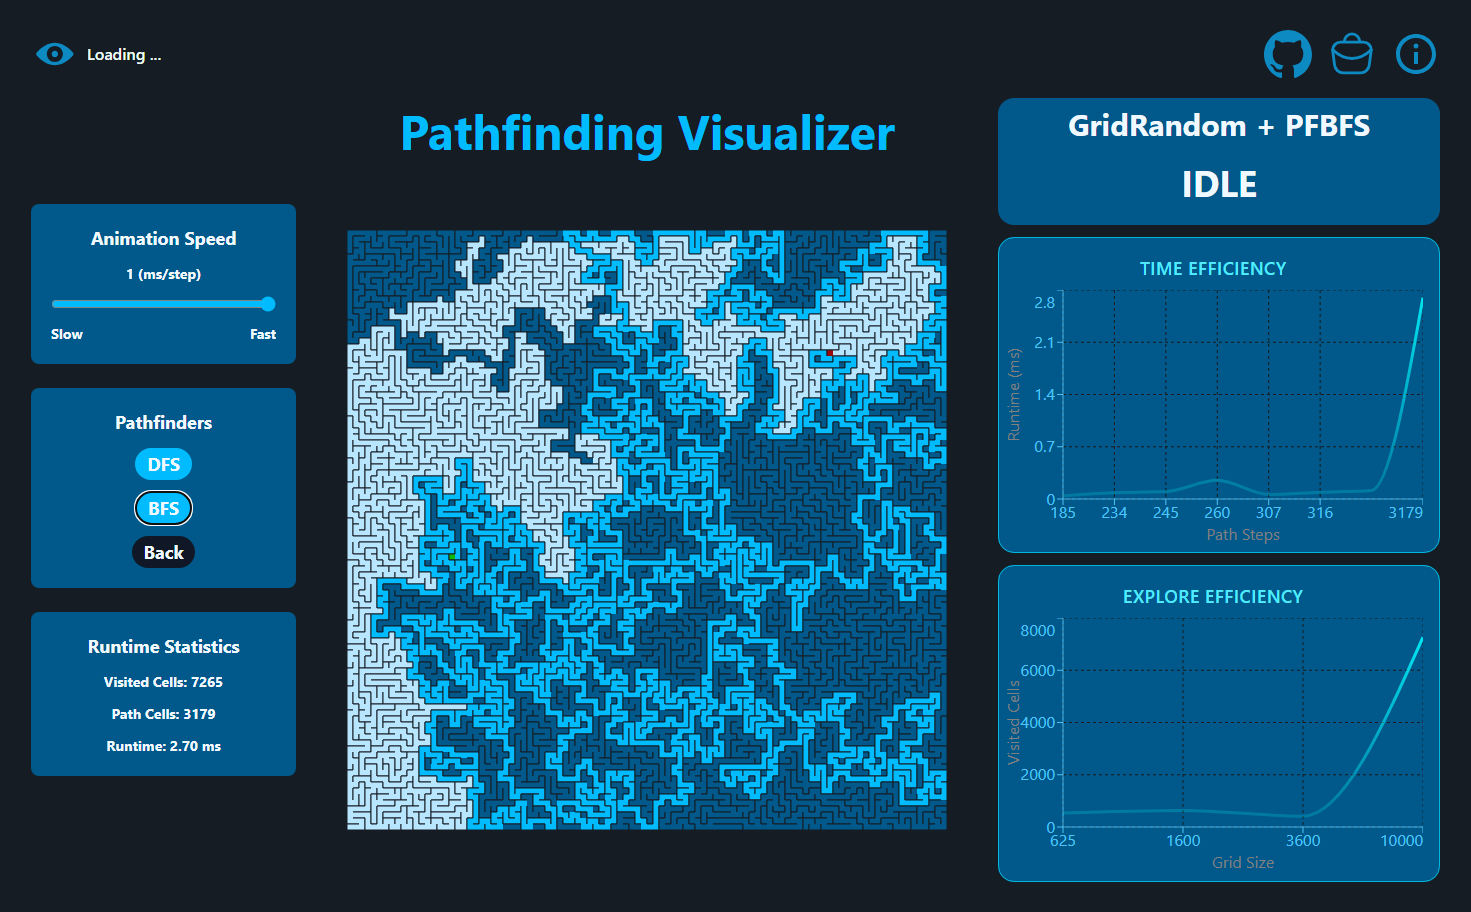 Loading ...
Pathfinding Visualizer
Animation Speed
1 (ms/step)
Slow
Fast
Pathfinders
DFS
BFS
Back
Runtime Statistics
Visited Cells: 7265
Path Cells: 3179
Runtime: 2.70 ms
GridRandom + PFBFS
IDLE
TIME EFFICIENCY
Runtime (ms)
2.8
2.1
1.4
0.7
0
185 234 245 260 307 316 3179
Path Steps
EXPLORE EFFICIENCY
Visited Cells
8000
6000
4000
2000
0
625 1600 3600 10000
Grid Size